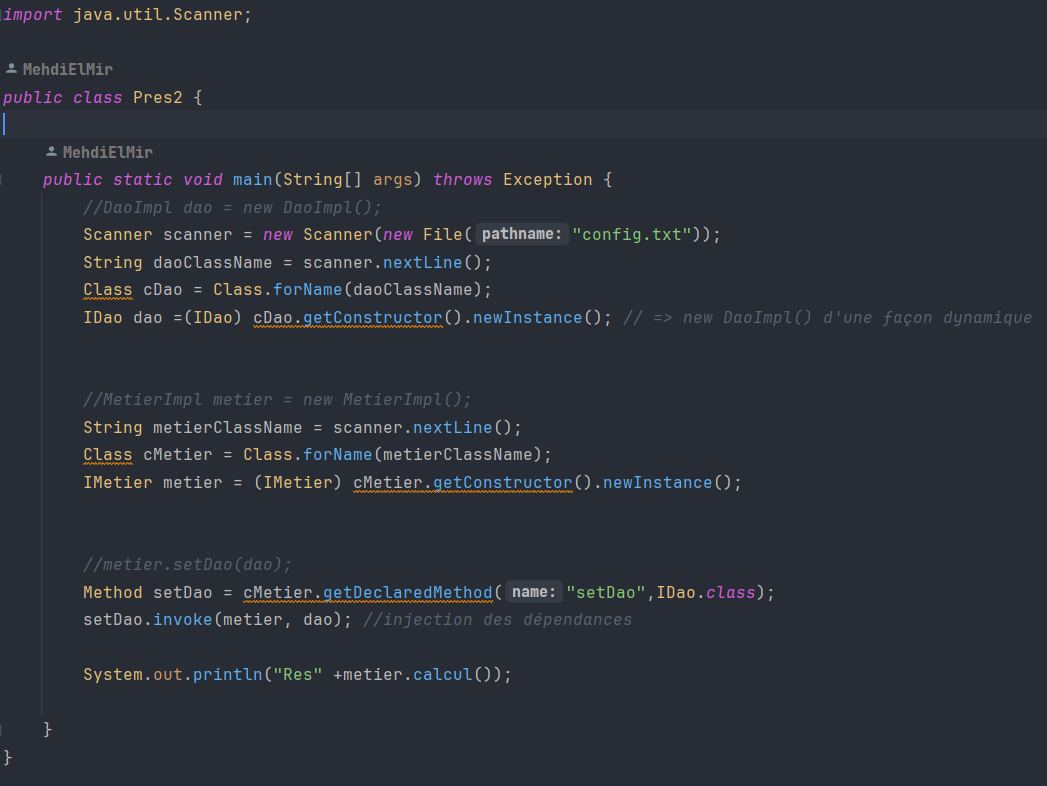 import java.util.Scanner;
MehdiElMir
public class Pres2 {
MehdiElMir
public static void main(String[] args) throws Exception {
//DaoImpl dao = new DaoImpl();
Scanner scanner = new Scanner(new File( pathname: "config.txt"));
String daoClassName = scanner.nextLine();
Class cDao = Class.forName(daoClassName);
IDao dao =(IDao) cDao.getConstructor().newInstance(); // => new DaoImpl() d'une façon dynamique
//MetierImpl metier = new MetierImpl();
String metierClassName = scanner.nextLine();
Class cMetier = Class.forName(metierClassName);
IMetier metier = (IMetier) cMetier.getConstructor().newInstance();
//metier.setDao(dao);
Method setDao = cMetier.getDeclaredMethod( name: "setDao",IDao.class);
setDao.invoke(metier, dao); //injection des dépendances
System.out.println("Res" +metier.calcul());
}
}